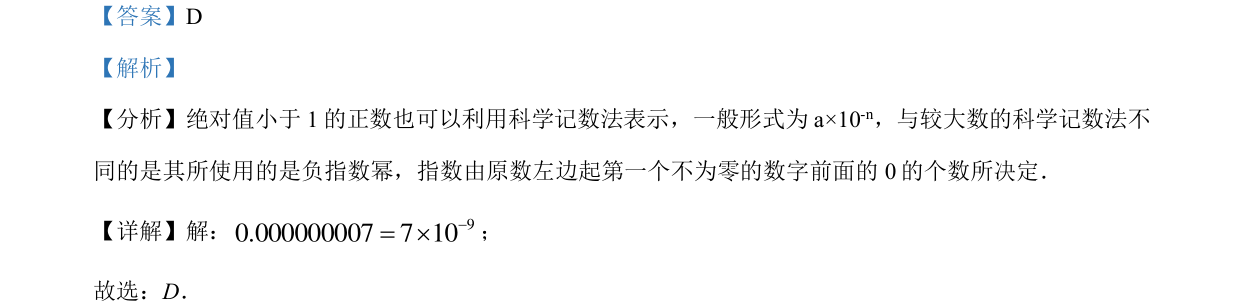 【答案】D
【解析】
【分析】绝对值小于 1 的正数也可以利用科学记数法表示，一般形式为 a×10⁻ⁿ，与较大数的科学记数法不
同的是其所使用的是负指数幂，指数由原数左边起第一个不为零的数字前面的 0 的个数所决定．
【详解】解：0.000000007 = 7×10⁻⁹；
故选：D．